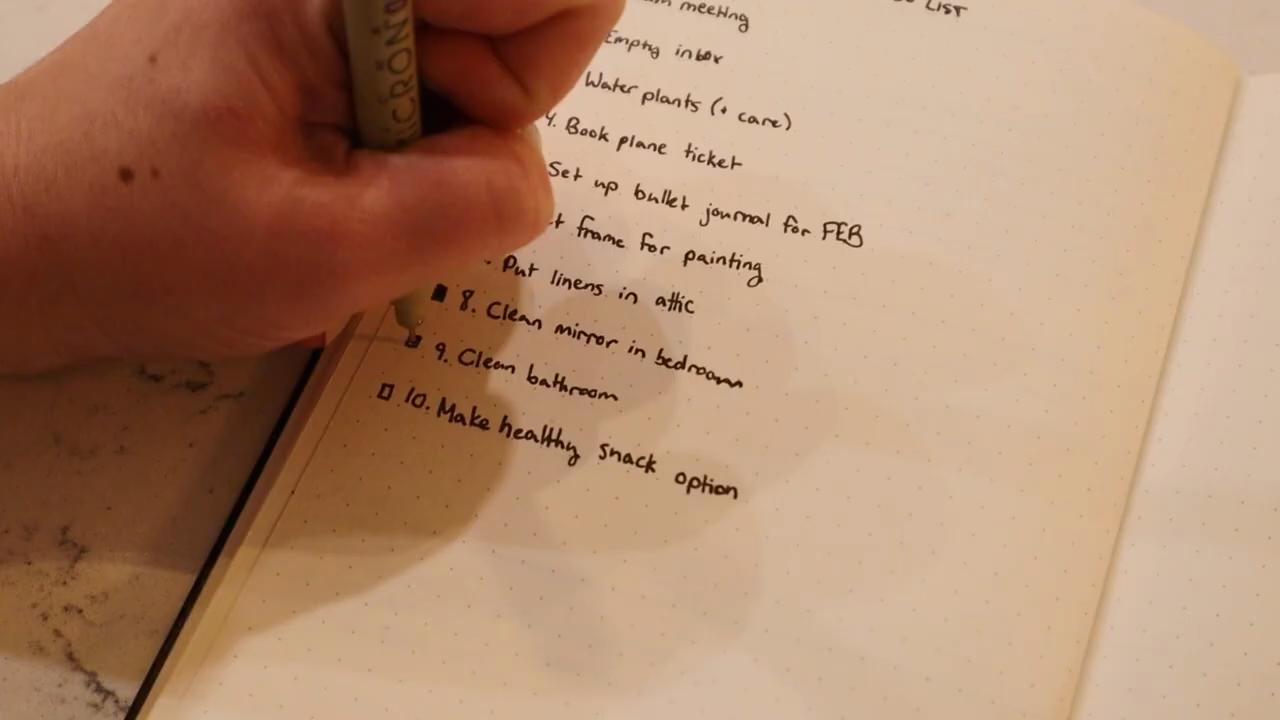 LIST
meeting
Empty inbox
Water plants (+ care)
4. Book plane ticket
Set up bullet journal for FEB
frame for painting
Put linens in attic
8. Clean mirror in bedroom
9. Clean bathroom
10. Make healthy snack option
MICRON